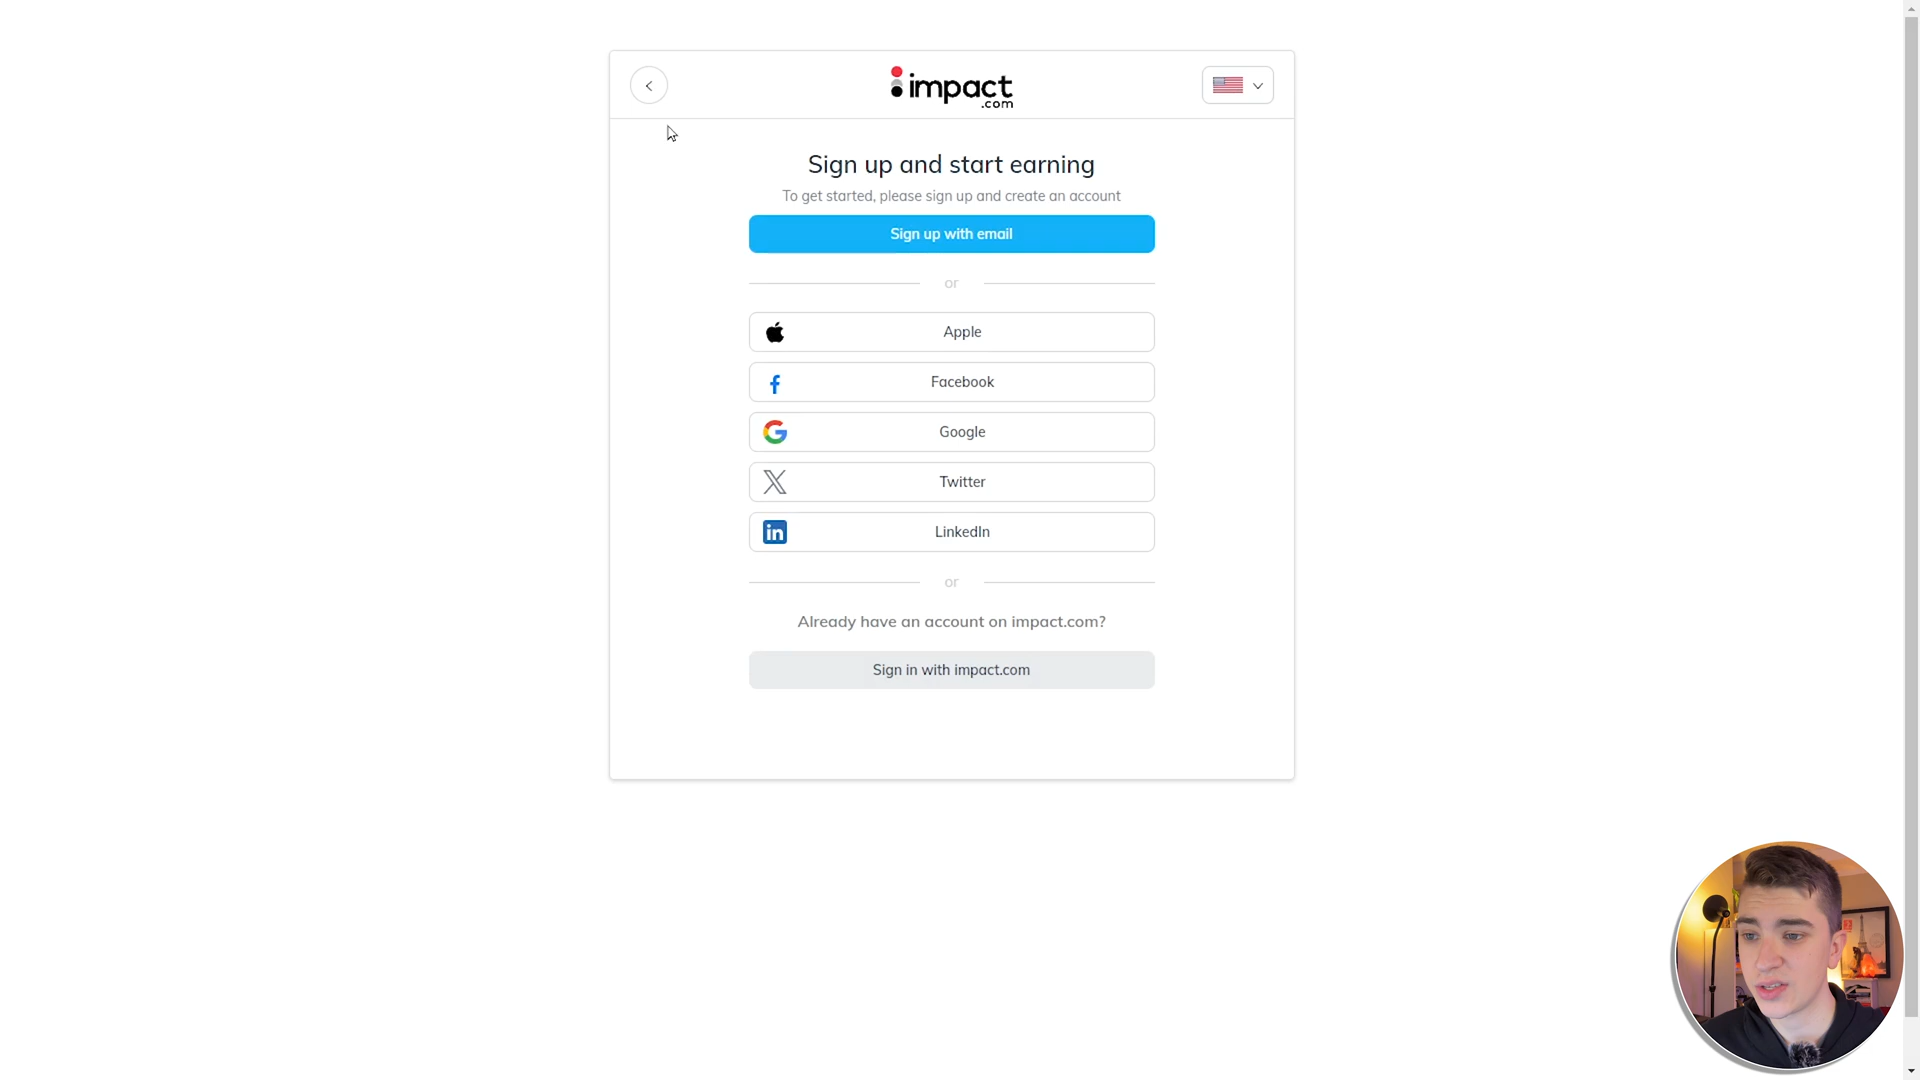 impact
.com
Sign up and start earning
To get started, please sign up and create an account
Sign up with email
or
Apple
Facebook
Google
Twitter
LinkedIn
or
Already have an account on impact.com?
Sign in with impact.com